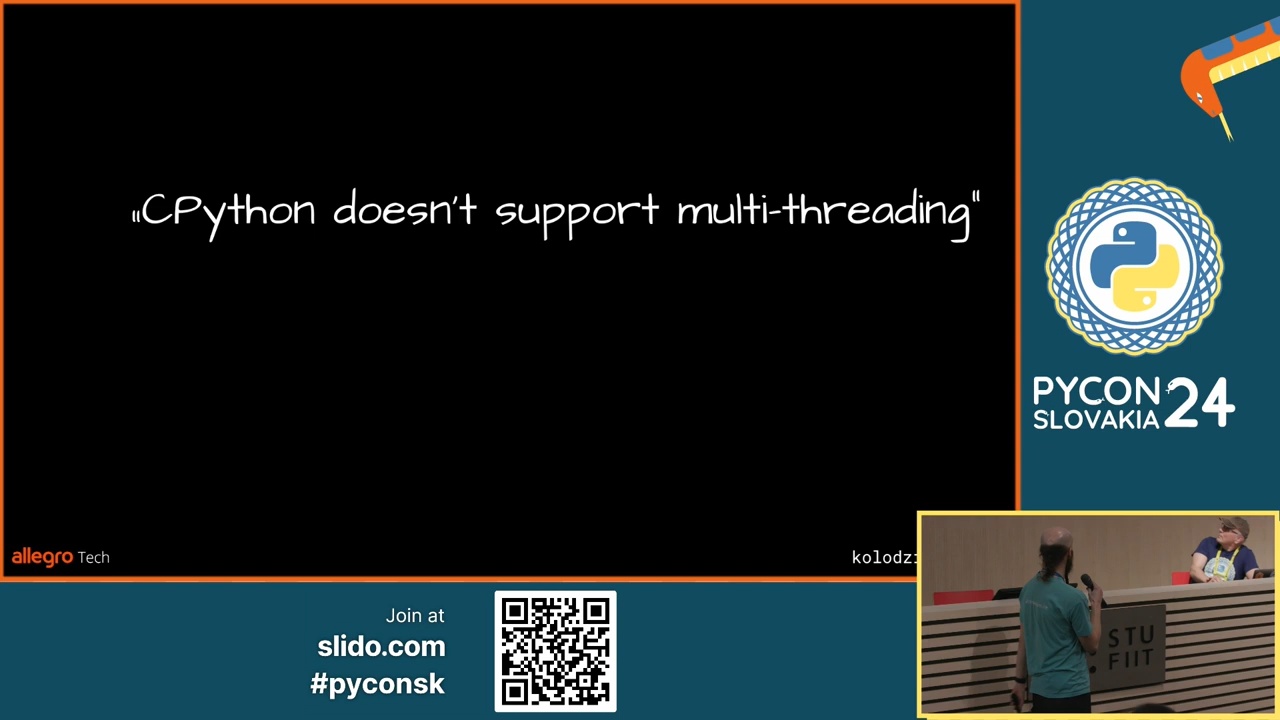 „CPython doesn't support multi-threading"
allegro Tech
kolodzi
PYCON 24
SLOVAKIA
Join at
slido.com
#pyconsk
STU
FIIT